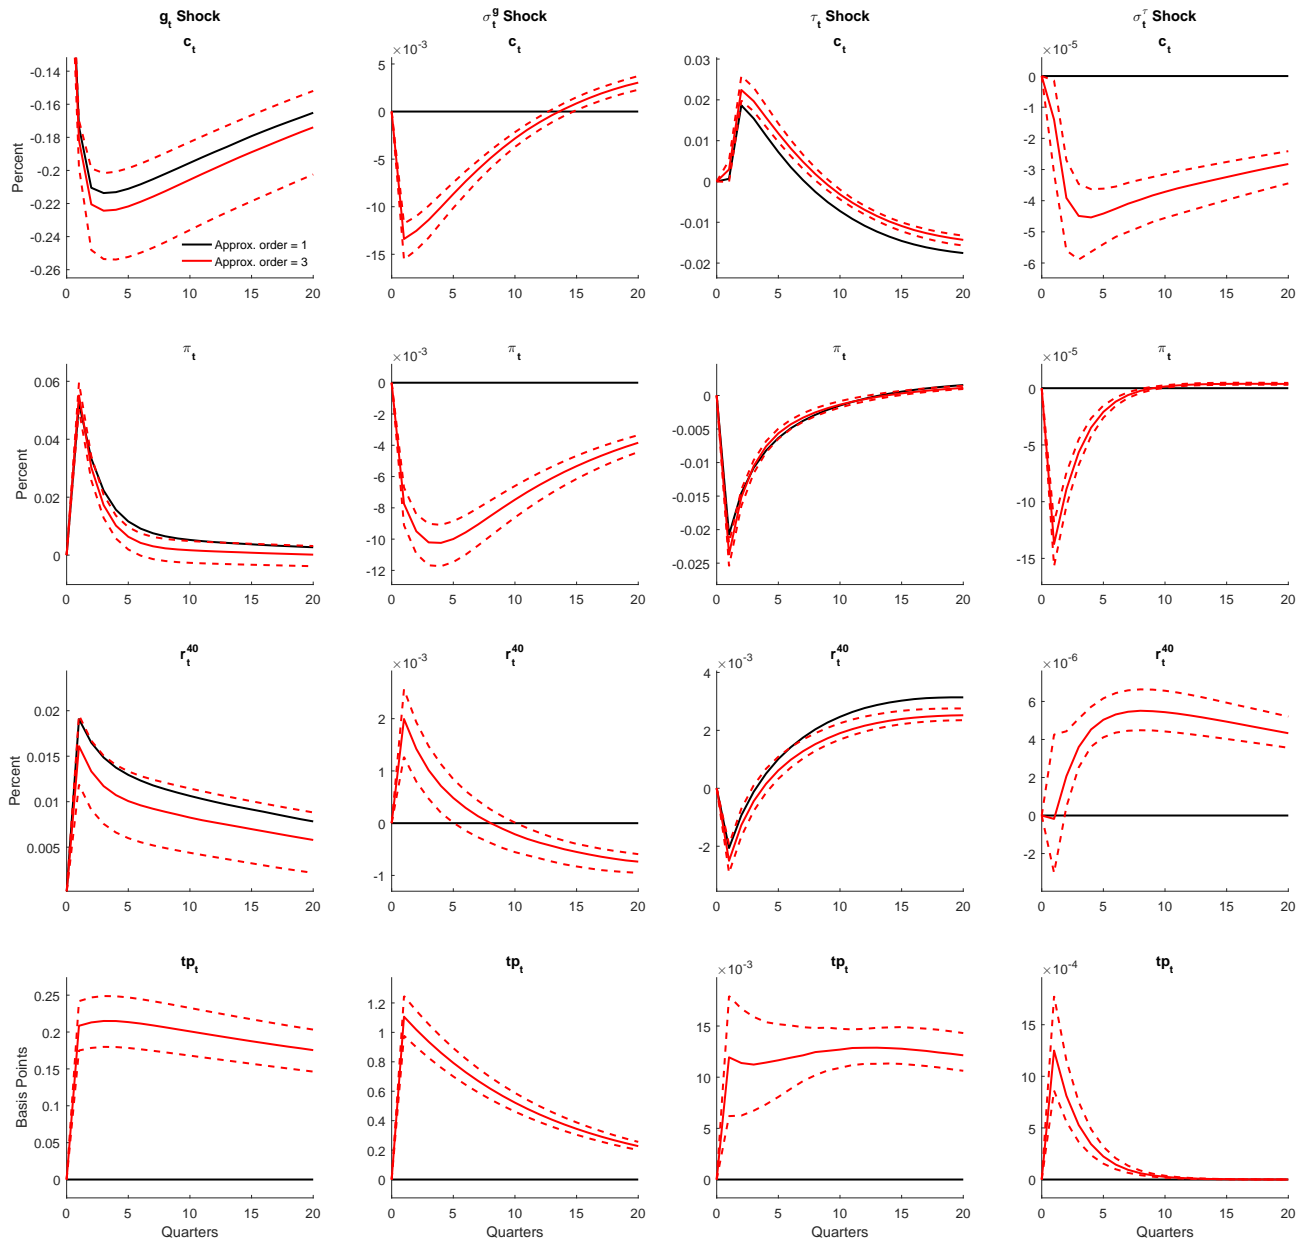 g_t Shock
σ_t^g Shock
τ_t Shock
σ_t^τ Shock
c_t
c_t
c_t
c_t
×10^-3
×10^-5
Percent
-0.14
-0.16
-0.18
-0.2
-0.22
-0.24
-0.26
Approx. order = 1
Approx. order = 3
0 5 10 15 20
5
0
-5
-10
-15
0 5 10 15 20
0.03
0.02
0.01
0
-0.01
-0.02
0 5 10 15 20
0
-1
-2
-3
-4
-5
-6
0 5 10 15 20
π_t
π_t
π_t
π_t
×10^-3
×10^-5
Percent
0.06
0.04
0.02
0
0 5 10 15 20
0
-2
-4
-6
-8
-10
-12
0 5 10 15 20
0
-0.005
-0.01
-0.015
-0.02
-0.025
0 5 10 15 20
0
-5
-10
-15
0 5 10 15 20
r_t^40
r_t^40
r_t^40
r_t^40
×10^-3
×10^-3
×10^-6
Percent
0.02
0.015
0.01
0.005
0 5 10 15 20
2
1
0
-1
0 5 10 15 20
4
2
0
-2
0 5 10 15 20
6
4
2
0
-2
0 5 10 15 20
tp_t
tp_t
tp_t
tp_t
×10^-3
×10^-4
Basis Points
0.25
0.2
0.15
0.1
0.05
0
0 5 10 15 20
Quarters
1.2
1
0.8
0.6
0.4
0.2
0
0 5 10 15 20
Quarters
15
10
5
0
0 5 10 15 20
Quarters
15
10
5
0
0 5 10 15 20
Quarters